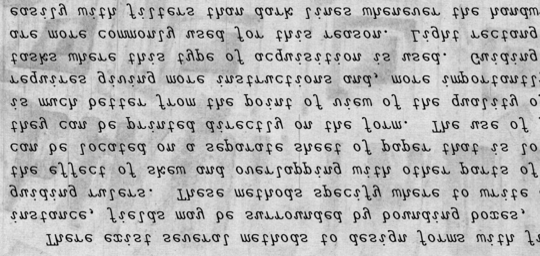 There exist several methods to design forms with fi
instance, fields may be surrounded by bounding boxes,
guiding rulers. These methods specify where to write
the effect of skew and overlapping with other parts of
can be located on a separate sheet of paper that is lo
they can be printed directly on the form. The use of
is much better from the point of view of the quality o
requires giving more instructions and, more importantl
tasks where this type of acquisition is used. Guiding
are more commonly used for this reason. Light rectang
easily with filters than dark lines whenever the handw